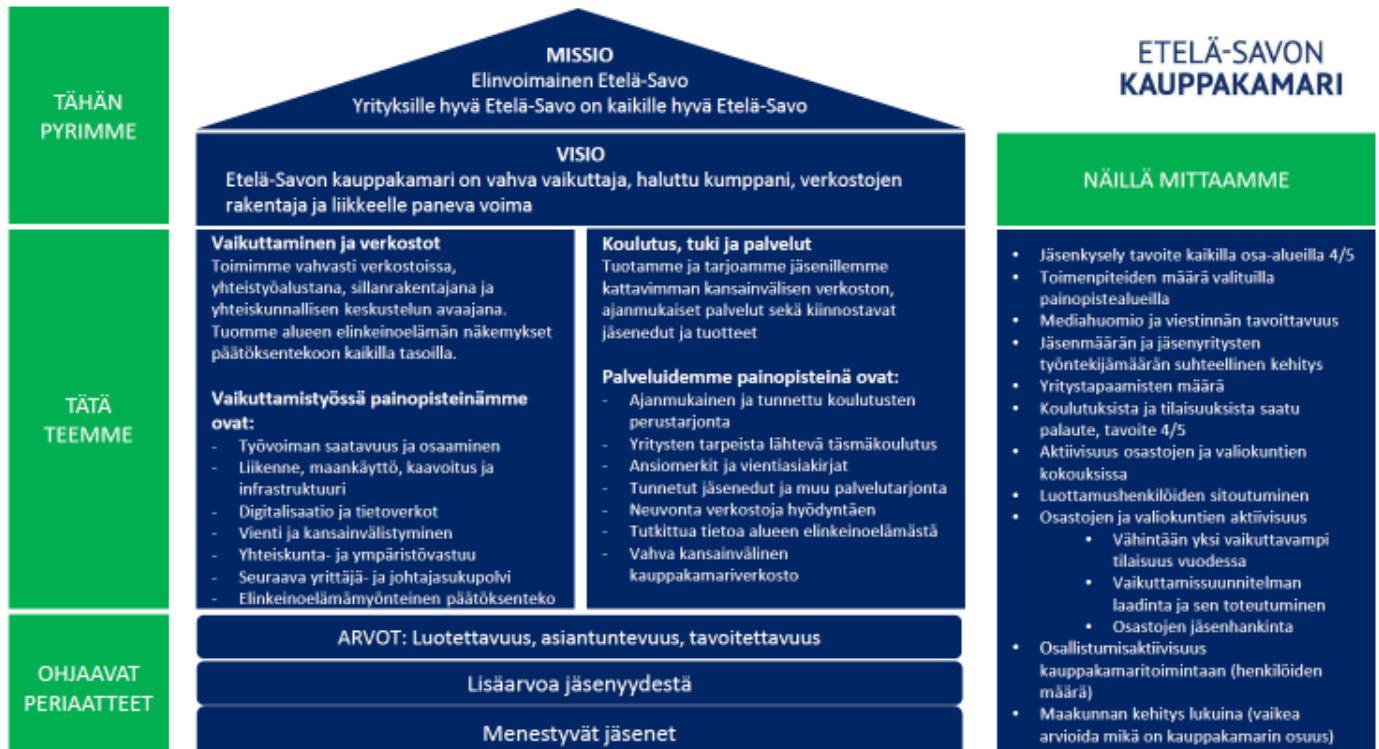 TÄHÄN
PYRIMME
MISSIO
Elinvoimainen Etelä-Savo
Yrityksille hyvä Etelä-Savo on kaikille hyvä Etelä-Savo
VISIO
Etelä-Savon kauppakamari on vahva vaikuttaja, haluttu kumppani, verkostojen
rakentaja ja liikkeelle paneva voima
ETELÄ-SAVON
KAUPPAKAMARI
TÄTÄ
TEEMME
Vaikuttaminen ja verkostot
Toimimme vahvasti verkostoissa,
yhteistyöalustana, sillanrakentajana ja
yhteiskunnallisen keskustelun avaajana.
Tuomme alueen elinkeinoelämän näkemykset
päätöksentekoon kaikilla tasoilla.
Vaikuttamistyössä painopisteinämme
ovat:
- Työvoiman saatavuus ja osaaminen
- Liikenne, maankäyttö, kaavoitus ja
infrastruktuuri
- Digitalisaatio ja tietoverkot
- Vienti ja kansainvälistyminen
- Yhteiskunta- ja ympäristövastuu
- Seuraava yrittäjä- ja johtajasukupolvi
- Elinkeinoelämämyönteinen päätöksenteko
Koulutus, tuki ja palvelut
Tuotamme ja tarjoamme jäsenillemme
kattavimman kansainvälisen verkoston,
ajanmukaiset palvelut sekä kiinnostavat
jäsenedut ja tuotteet
Palveluidemme painopisteinä ovat:
- Ajanmukainen ja tunnettu koulutusten
perustarjonta
- Yritysten tarpeista lähtevä täsmäkoulutus
- Ansiomerkit ja vientiasiakirjat
- Tunnetut jäsenedut ja muu palvelutarjonta
- Neuvonta verkostoja hyödyntäen
- Tutkittua tietoa alueen elinkeinoelämästä
- Vahva kansainvälinen
kauppakamariverkosto
OHJAAVAT
PERIAATTEET
ARVOT: Luotettavuus, asiantuntevuus, tavoitettavuus
Lisäarvoa jäsenyydestä
Menestyvät jäsenet
NÄILLÄ MITTAAMME
• Jäsenkysely tavoite kaikilla osa-alueilla 4/5
• Toimenpiteiden määrä valituilla
painopistealueilla
• Mediahuomio ja viestinnän tavoittavuus
• Jäsenmäärän ja jäsenyritysten
työntekijämäärän suhteellinen kehitys
• Yritystapaamisten määrä
• Koulutuksista ja tilaisuuksista saatu
palaute, tavoite 4/5
• Aktiivisuus osastojen ja valiokuntien
kokouksissa
• Luottamushenkilöiden sitoutuminen
• Osastojen ja valiokuntien aktiivisuus
• Vähintään yksi vaikuttavampi
tilaisuus vuodessa
• Vaikuttamissuunnitelman
laadinta ja sen toteutuminen
• Osastojen jäsenhankinta
• Osallistumisaktiivisuus
kauppakamaritoimintaan (henkilöiden
määrä)
• Maakunnan kehitys lukuina (vaikea
arvioida mikä on kauppakamarin osuus)